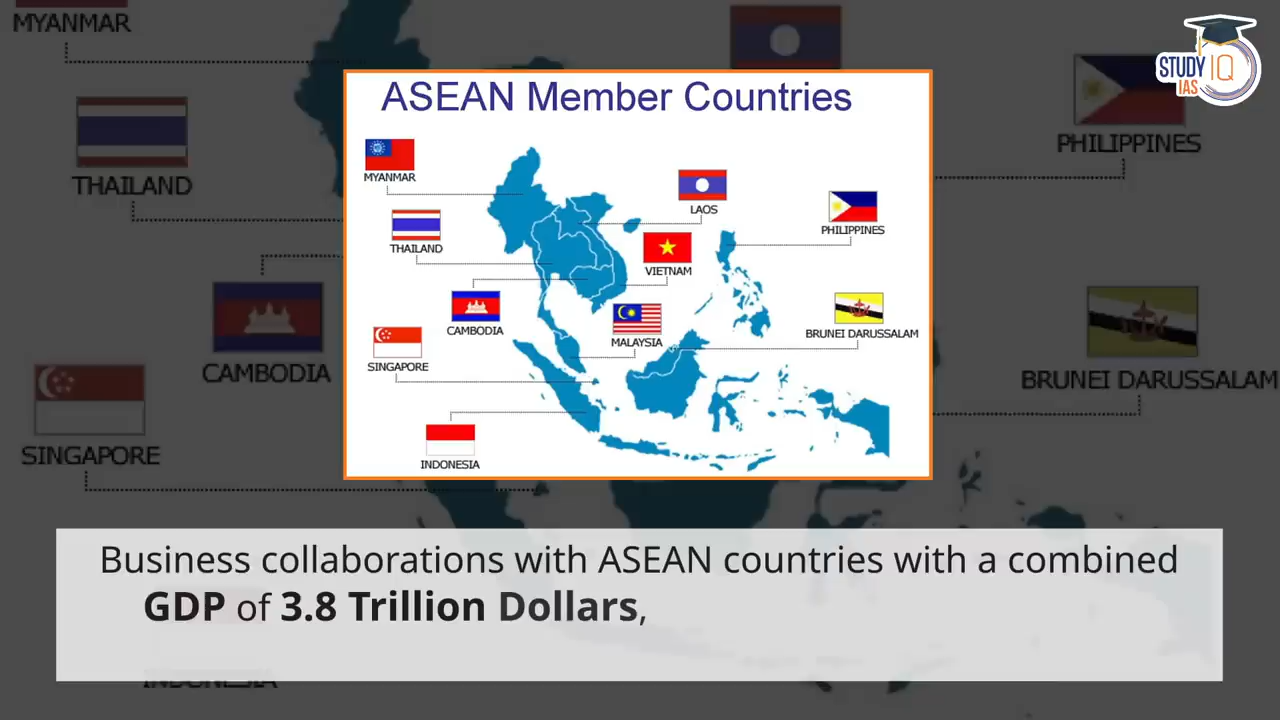 MYANMAR
THAILAND
CAMBODIA
SINGAPORE
INDONESIA
PHILIPPINES
BRUNEI DARUSSALAM
STUDY IQ
IAS
ASEAN Member Countries
MYANMAR
LAOS
PHILIPPINES
THAILAND
VIETNAM
CAMBODIA
MALAYSIA
BRUNEI DARUSSALAM
SINGAPORE
INDONESIA
Business collaborations with ASEAN countries with a combined
GDP of 3.8 Trillion Dollars,